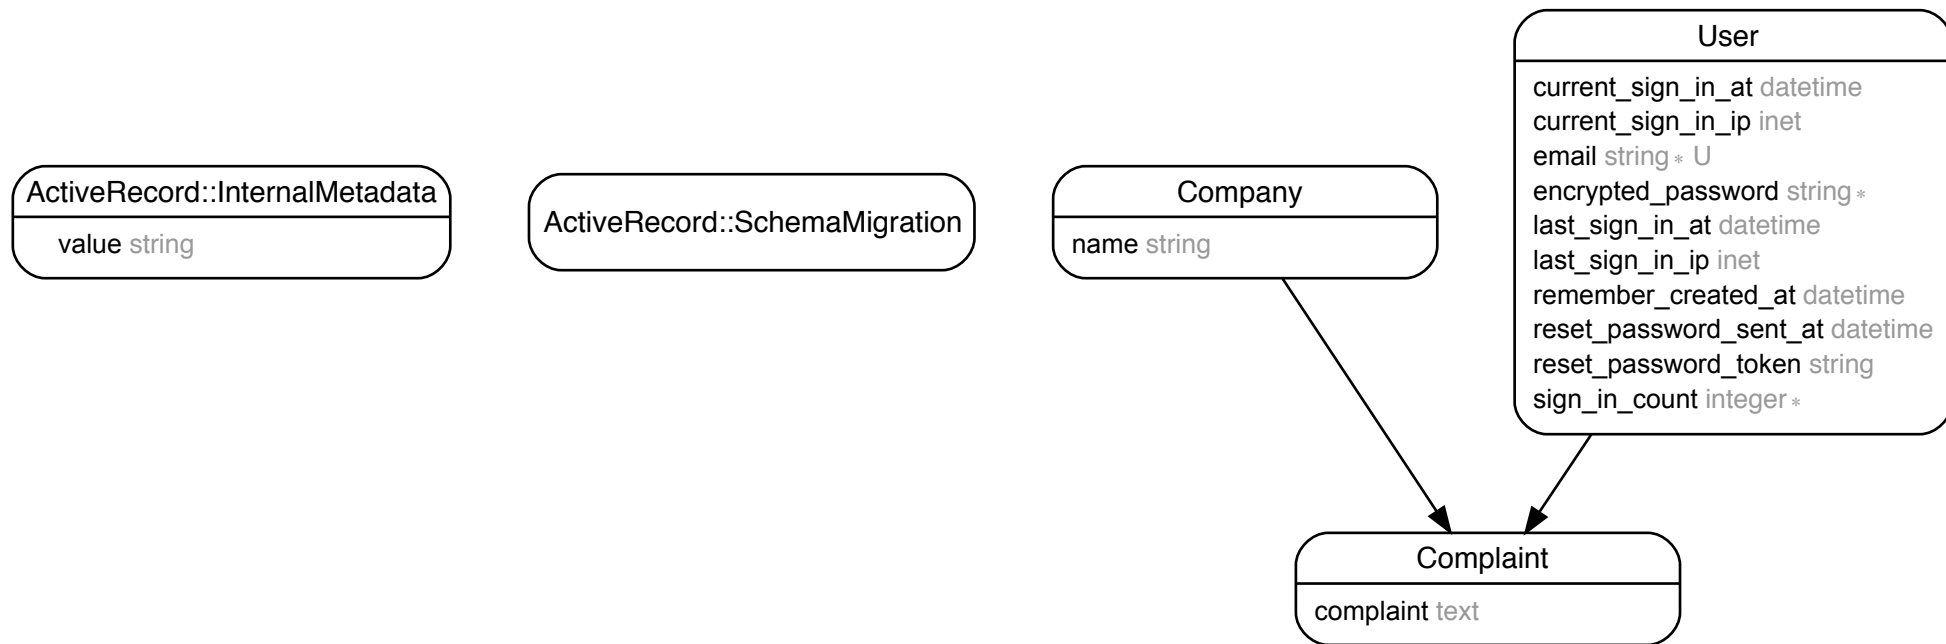 ActiveRecord::InternalMetadata
value string
ActiveRecord::SchemaMigration
Company
name string
User
current_sign_in_at datetime
current_sign_in_ip inet
email string * U
encrypted_password string *
last_sign_in_at datetime
last_sign_in_ip inet
remember_created_at datetime
reset_password_sent_at datetime
reset_password_token string
sign_in_count integer *
Complaint
complaint text